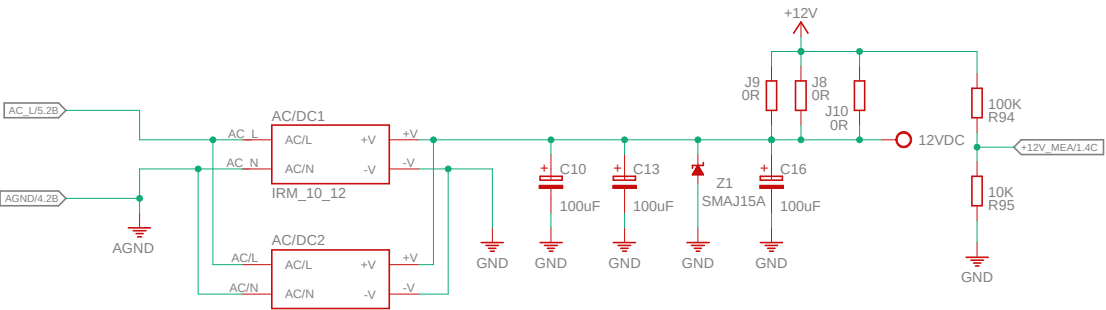 +12V
J9
0R
J8
0R
J10
0R
100K
R94
AC_L/5.2B
AC/DC1
AC_L
AC/L
+V
+V
12VDC
+12V_MEA/1.4C
AC_N
AC/N
-V
-V
IRM_10_12
C10
100uF
C13
100uF
Z1
SMAJ15A
C16
100uF
10K
R95
AGND/4.2B
AGND
AC/DC2
AC/L
AC/L
+V
+V
AC/N
AC/N
-V
-V
GND
GND
GND
GND
GND
GND